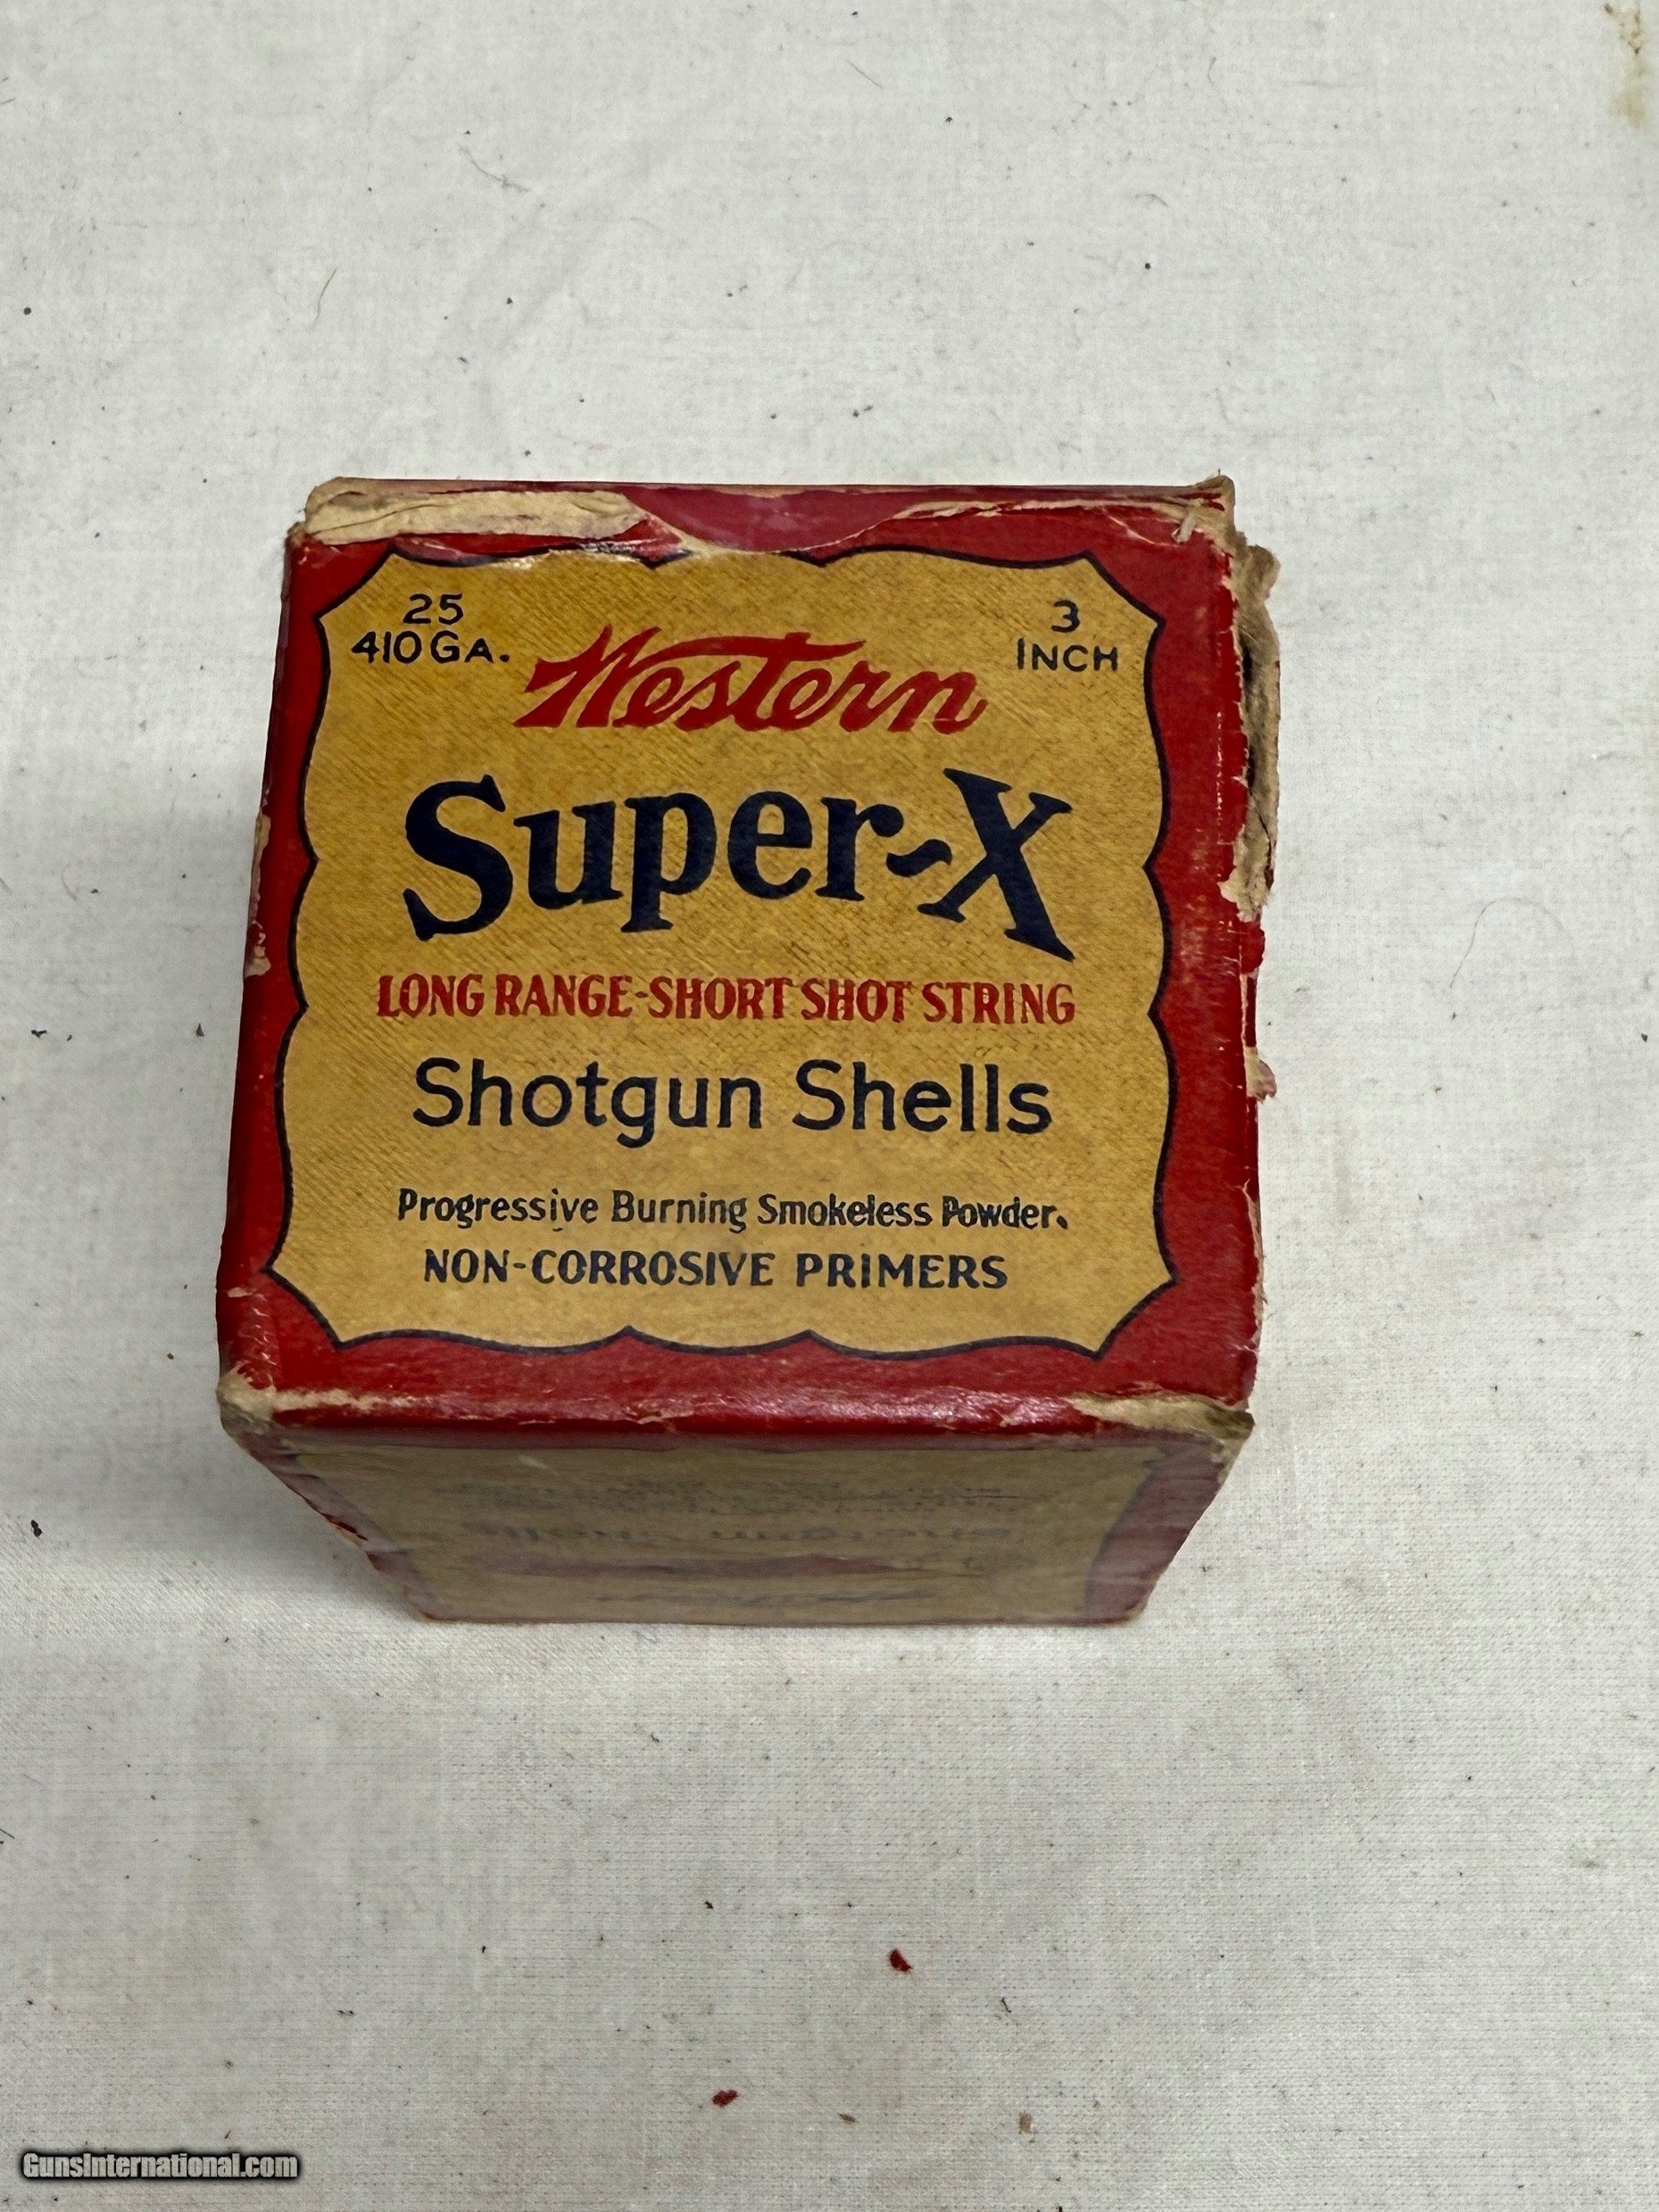 25
410 GA.
3
INCH
Western
Super-X
LONG RANGE-SHORT SHOT STRING
Shotgun Shells
Progressive Burning Smokeless Powder.
NON-CORROSIVE PRIMERS
GunsInternational.com